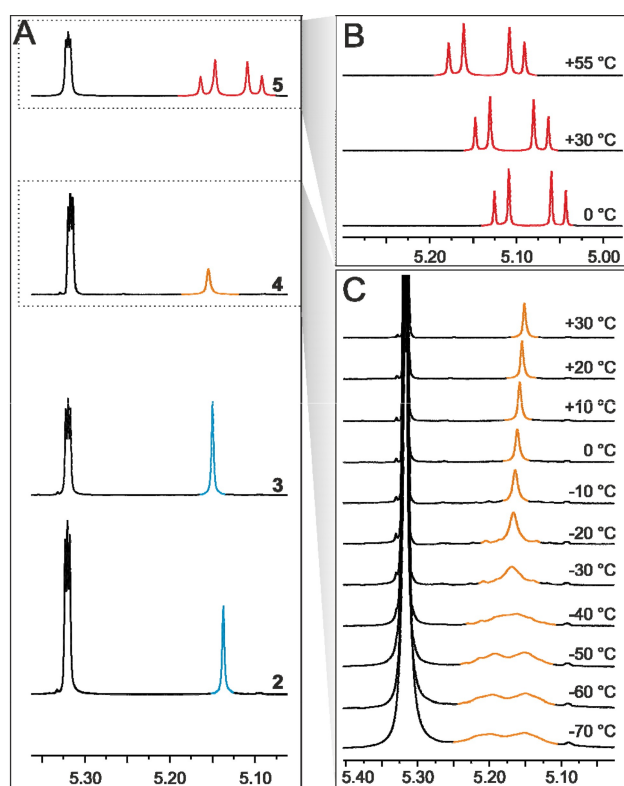 A
5
4
3
2
5.30
5.20
5.10
B
+55 °C
+30 °C
0 °C
5.20
5.10
5.00
C
+30 °C
+20 °C
+10 °C
0 °C
-10 °C
-20 °C
-30 °C
-40 °C
-50 °C
-60 °C
-70 °C
5.40
5.30
5.20
5.10